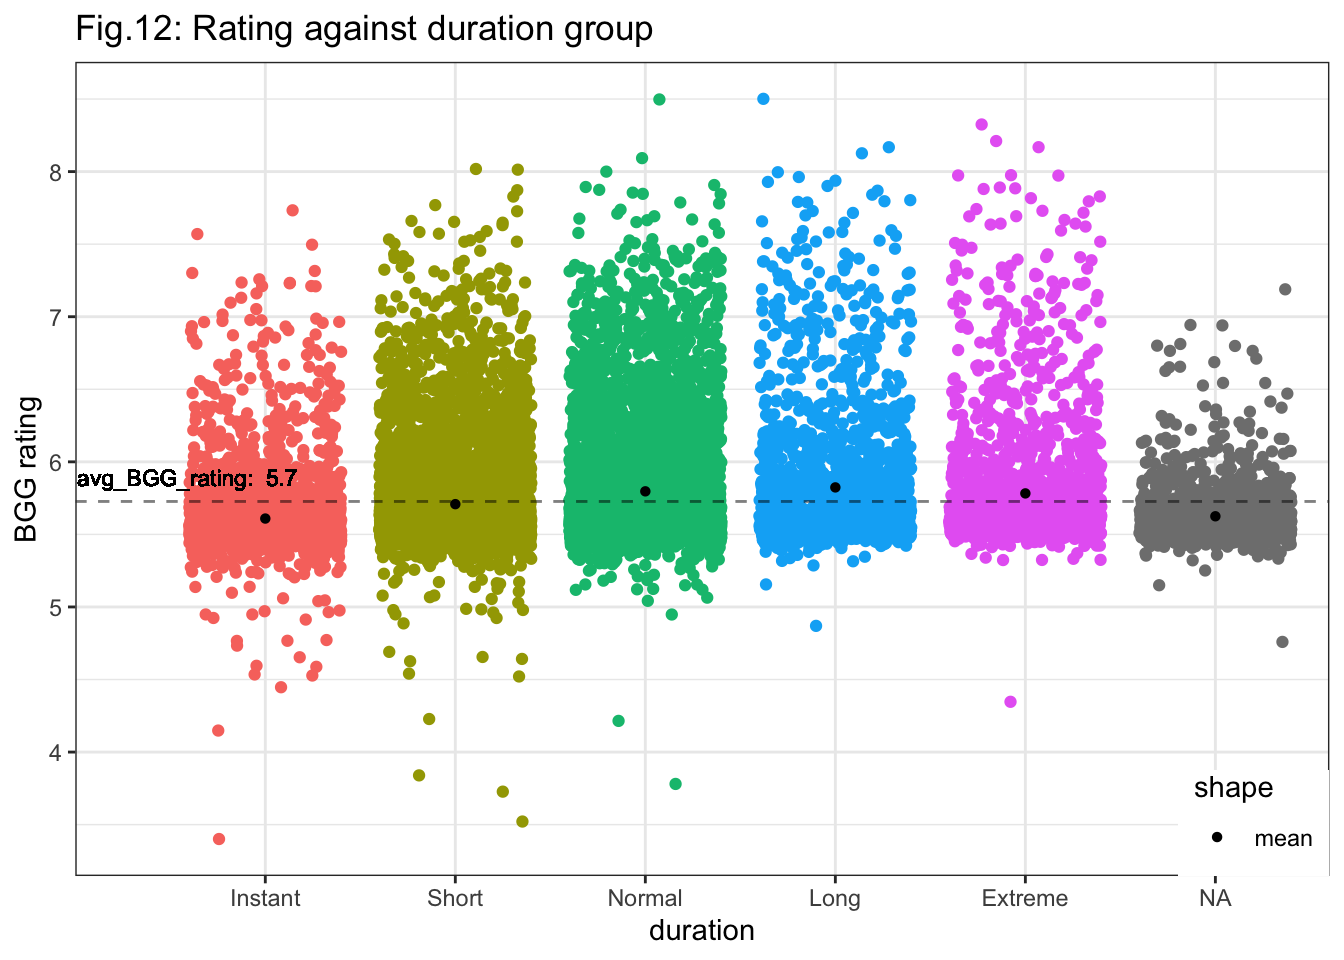 Fig.12: Rating against duration group
BGG rating
8
7
6
5
4
avg_BGG_rating:  5.7
shape
mean
Instant
Short
Normal
Long
Extreme
NA
duration